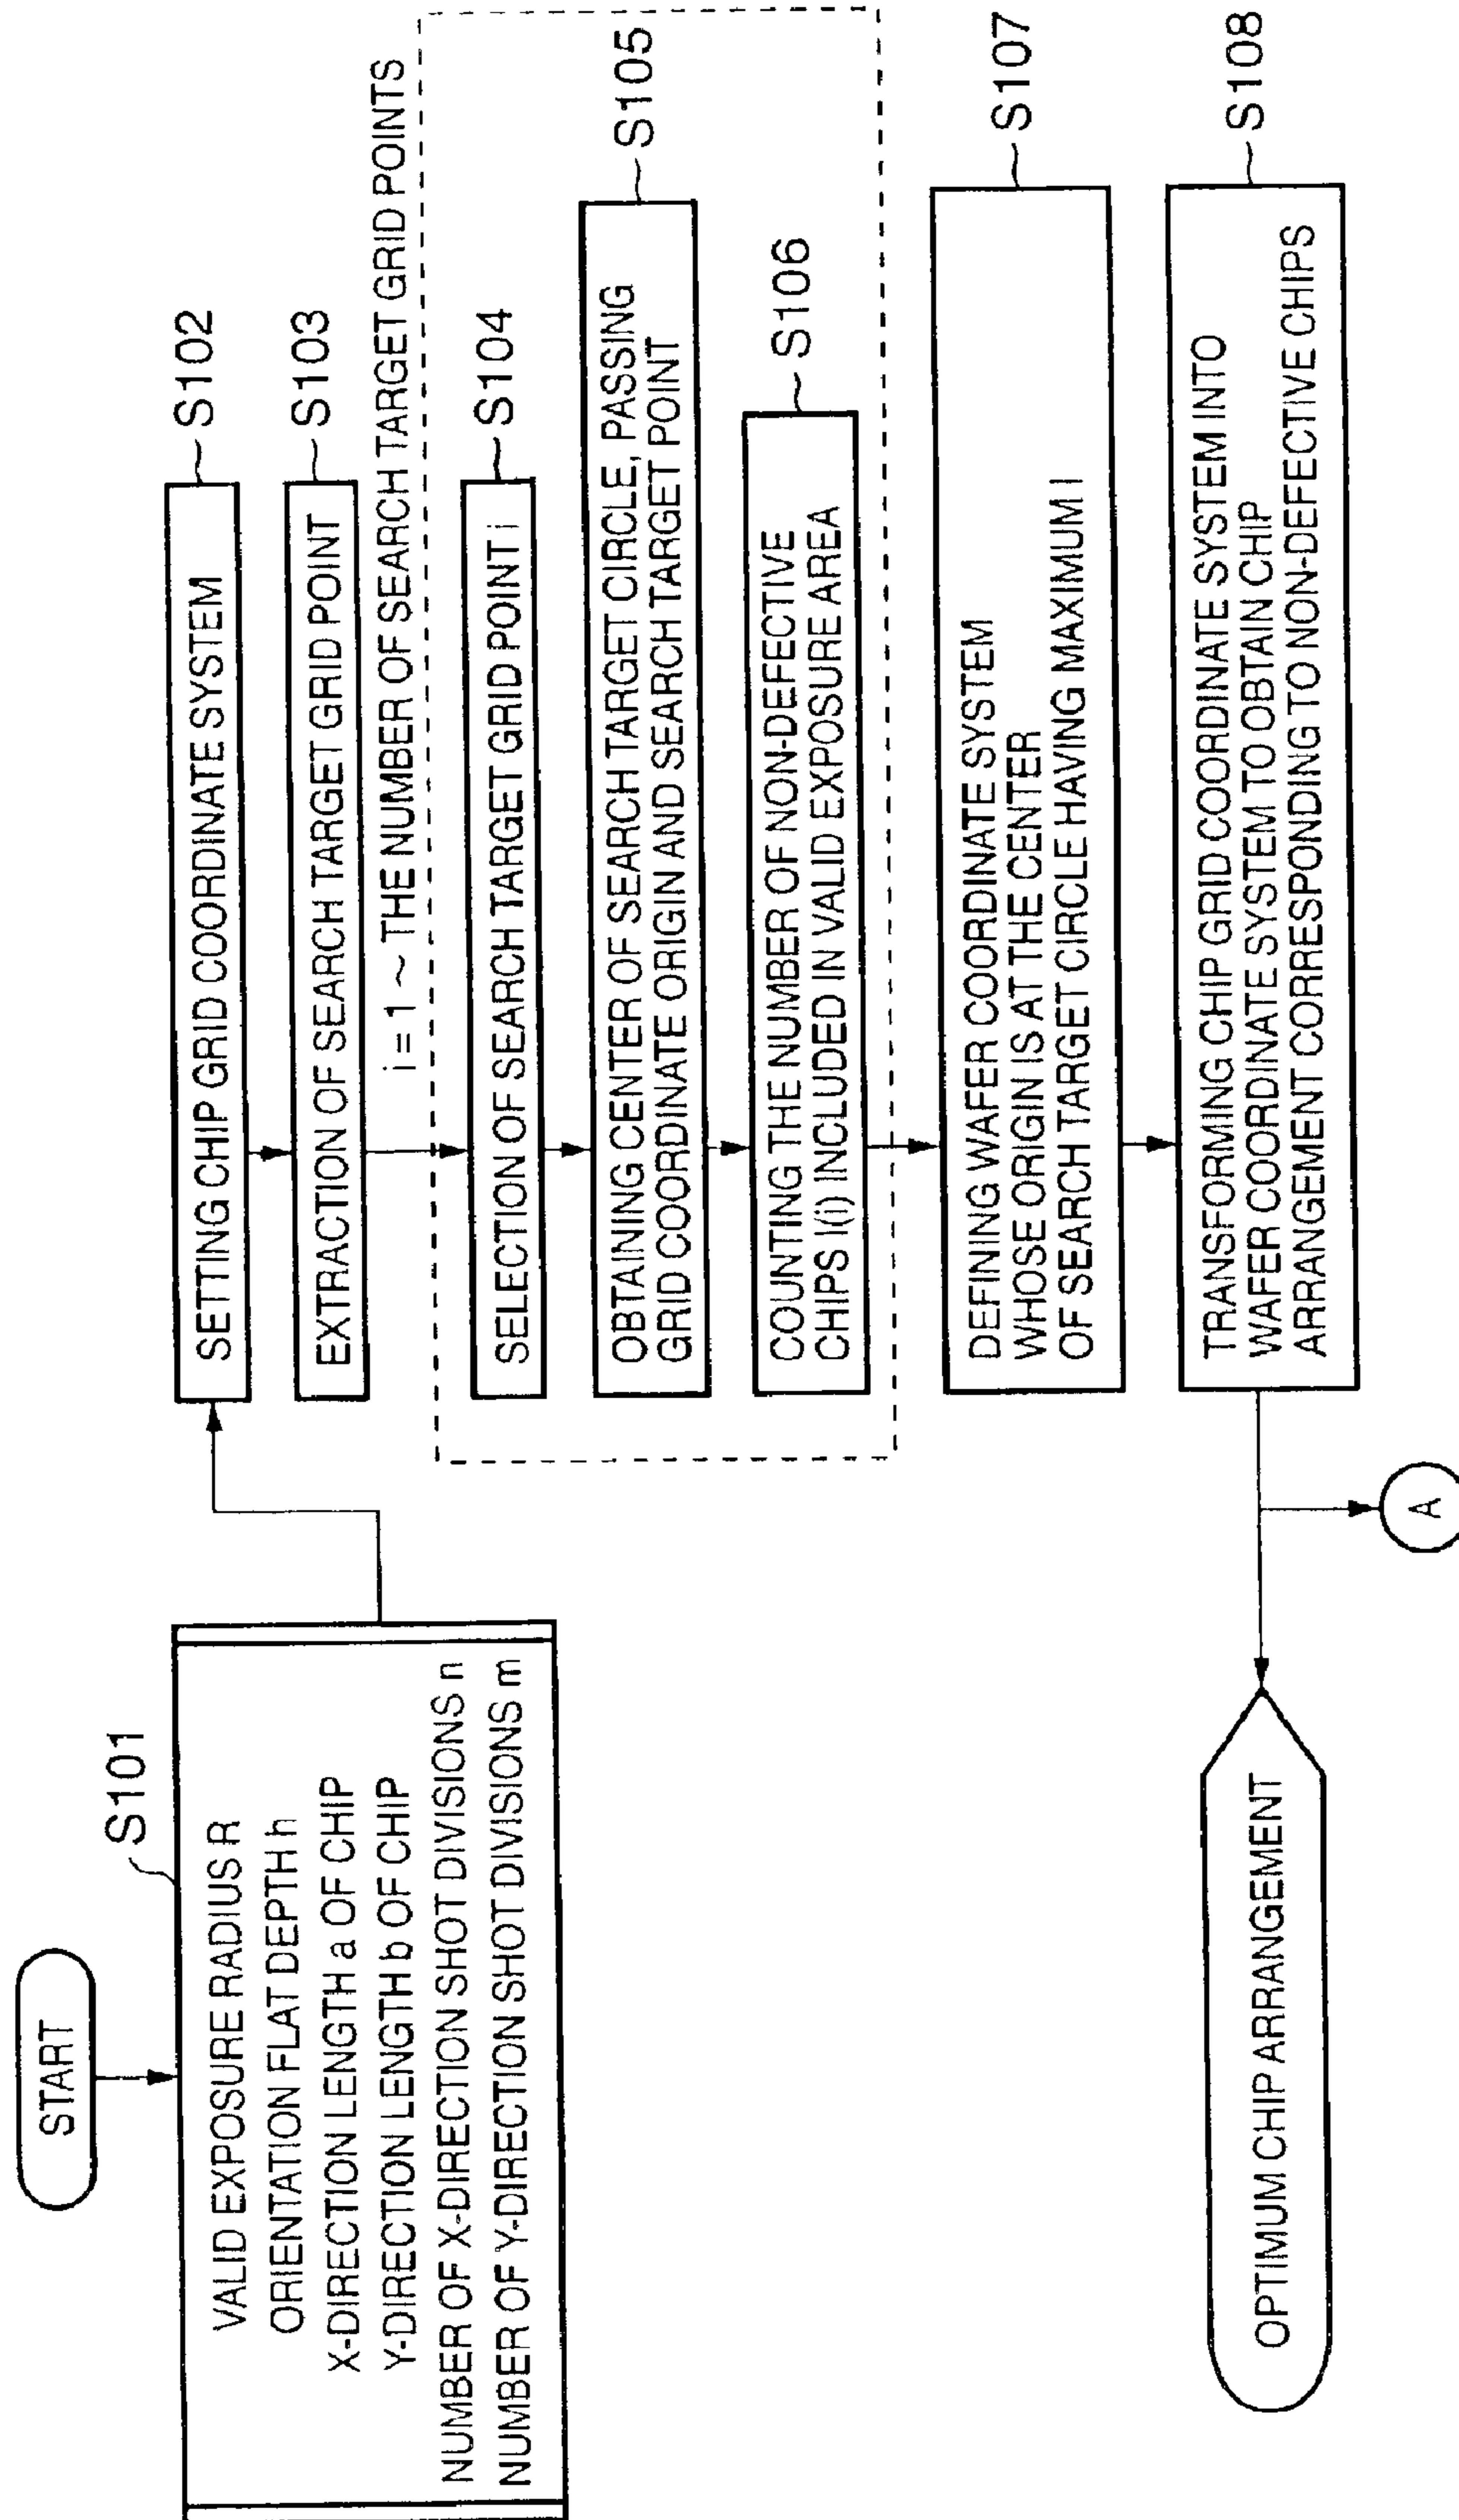 START
S101
VALID EXPOSURE RADIUS R
ORIENTATION FLAT DEPTH h
X-DIRECTION LENGTH a OF CHIP
Y-DIRECTION LENGTH b OF CHIP
NUMBER OF X-DIRECTION SHOT DIVISIONS n
NUMBER OF Y-DIRECTION SHOT DIVISIONS m
SETTING CHIP GRID COORDINATE SYSTEM
S102
EXTRACTION OF SEARCH TARGET GRID POINT
S103
i = 1 ~ THE NUMBER OF SEARCH TARGET GRID POINTS
SELECTION OF SEARCH TARGET GRID POINT i
S104
OBTAINING CENTER OF SEARCH TARGET CIRCLE, PASSING
GRID COORDINATE ORIGIN AND SEARCH TARGET POINT
S105
COUNTING THE NUMBER OF NON-DEFECTIVE
CHIPS I(i) INCLUDED IN VALID EXPOSURE AREA
S106
DEFINING WAFER COORDINATE SYSTEM
WHOSE ORIGIN IS AT THE CENTER
OF SEARCH TARGET CIRCLE HAVING MAXIMUM I
S107
TRANSFORMING CHIP GRID COORDINATE SYSTEM INTO
WAFER COORDINATE SYSTEM TO OBTAIN CHIP
ARRANGEMENT CORRESPONDING TO NON-DEFECTIVE CHIPS
S108
OPTIMUM CHIP ARRANGEMENT
A